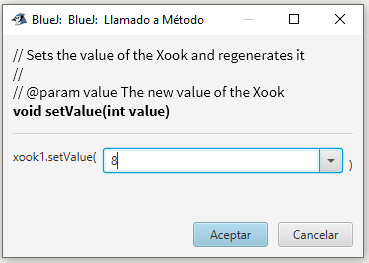 BlueJ: BlueJ: Llamado a Método
// Sets the value of the Xook and regenerates it
//
// @param value The new value of the Xook
void setValue(int value)
xook1.setValue( 8 )
Aceptar Cancelar